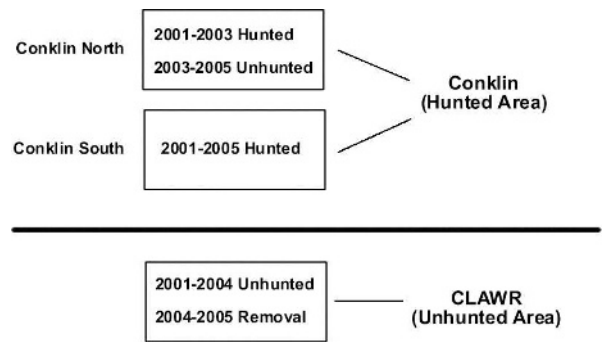 Conklin North
2001-2003 Hunted
2003-2005 Unhunted
Conklin
(Hunted Area)
Conklin South
2001-2005 Hunted
2001-2004 Unhunted
2004-2005 Removal
CLAWR
(Unhunted Area)